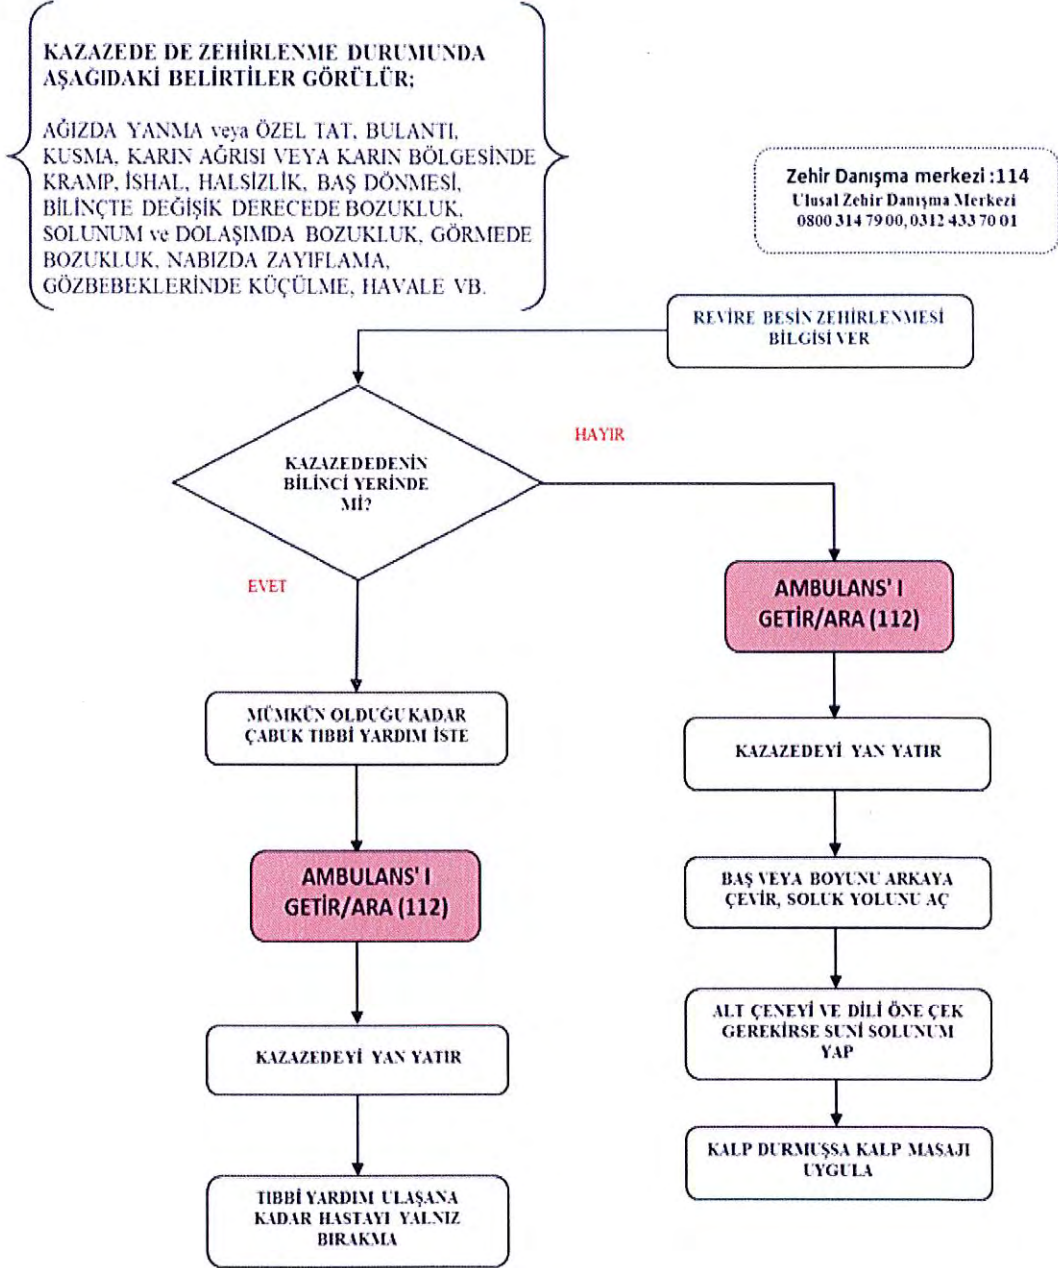 KAZAZEDE DE ZEHİRLENME DURUMUNDA
AŞAĞIDAKİ BELİRTİLER GÖRÜLÜR;
AĞIZDA YANMA veya ÖZEL TAT, BULANTI,
KUSMA, KARIN AĞRISI VEYA KARIN BÖLGESİNDE
KRAMP, İSHAL, HALSİZLİK, BAŞ DÖNMESİ,
BİLİNÇTE DEĞİŞİK DERECEDE BOZUKLUK,
SOLUNUM ve DOLAŞIMDA BOZUKLUK, GÖRMEDE
BOZUKLUK, NABIZDA ZAYIFLAMA,
GÖZBEBEKLERİNDE KÜÇÜLME, HAVALE VB.
Zehir Danışma merkezi :114
Ulusal Zehir Danışma Merkezi
0800 314 79 00, 0312 433 70 01
REVİRE BESİN ZEHİRLENMESİ
BİLGİSİ VER
KAZAZEDEDENİN
BİLİNCİ YERİNDE
Mİ?
HAYIR
EVET
AMBULANS' I
GETİR/ARA (112)
MÜMKÜN OLDUĞU KADAR
ÇABUK TIBBİ YARDIM İSTE
KAZAZEDEYİ YAN YATIR
AMBULANS' I
GETİR/ARA (112)
BAŞ VEYA BOYUNU ARKAYA
ÇEVİR, SOLUK YOLUNU AÇ
KAZAZEDEYİ YAN YATIR
ALT ÇENEYİ VE DİLİ ÖNE ÇEK
GEREKİRSE SUNİ SOLUNUM
YAP
TIBBİ YARDIM ULAŞANA
KADAR HASTAYI YALNIZ
BIRAKMA
KALP DURMUŞSA KALP MASAJI
UYGULA